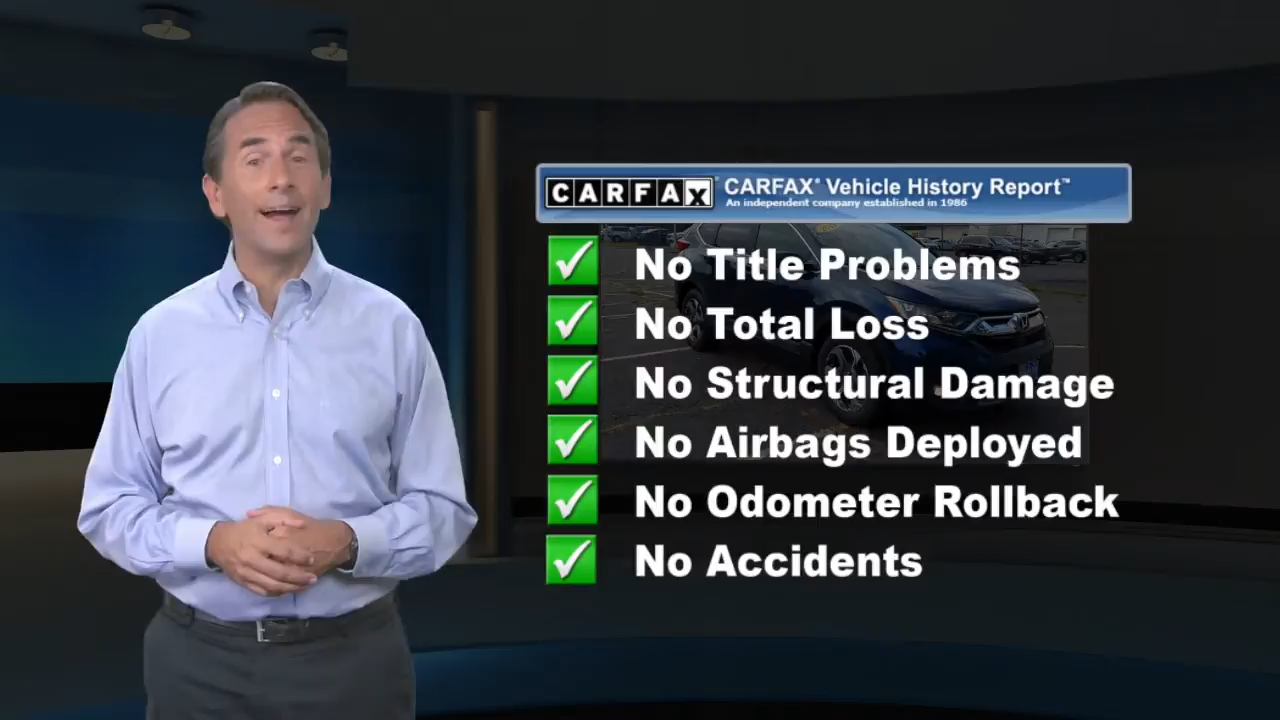 CARFAX
CARFAX® Vehicle History Report™
An independent company established in 1986
No Title Problems
No Total Loss
No Structural Damage
No Airbags Deployed
No Odometer Rollback
No Accidents